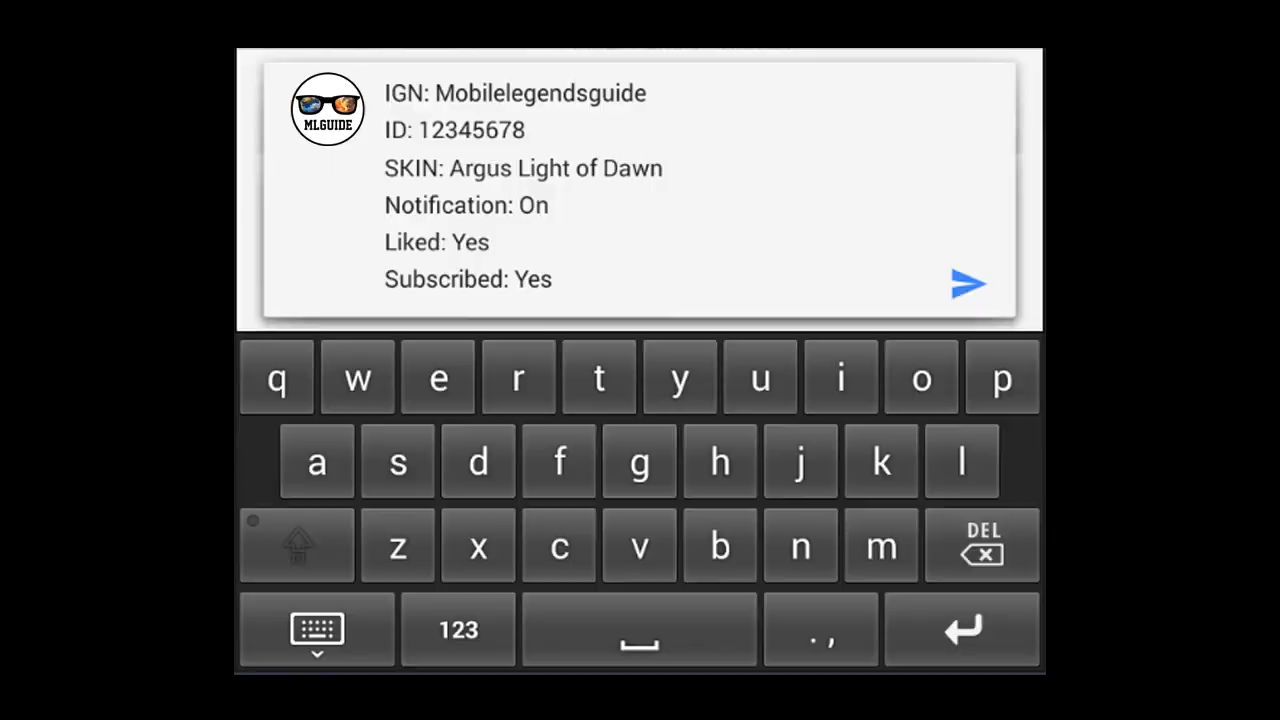 MLGUIDE
IGN: Mobilelegendsguide
ID: 12345678
SKIN: Argus Light of Dawn
Notification: On
Liked: Yes
Subscribed: Yes
q w e r t y u i o p
a s d f g h j k l
z x c v b n m DEL
123 . ,